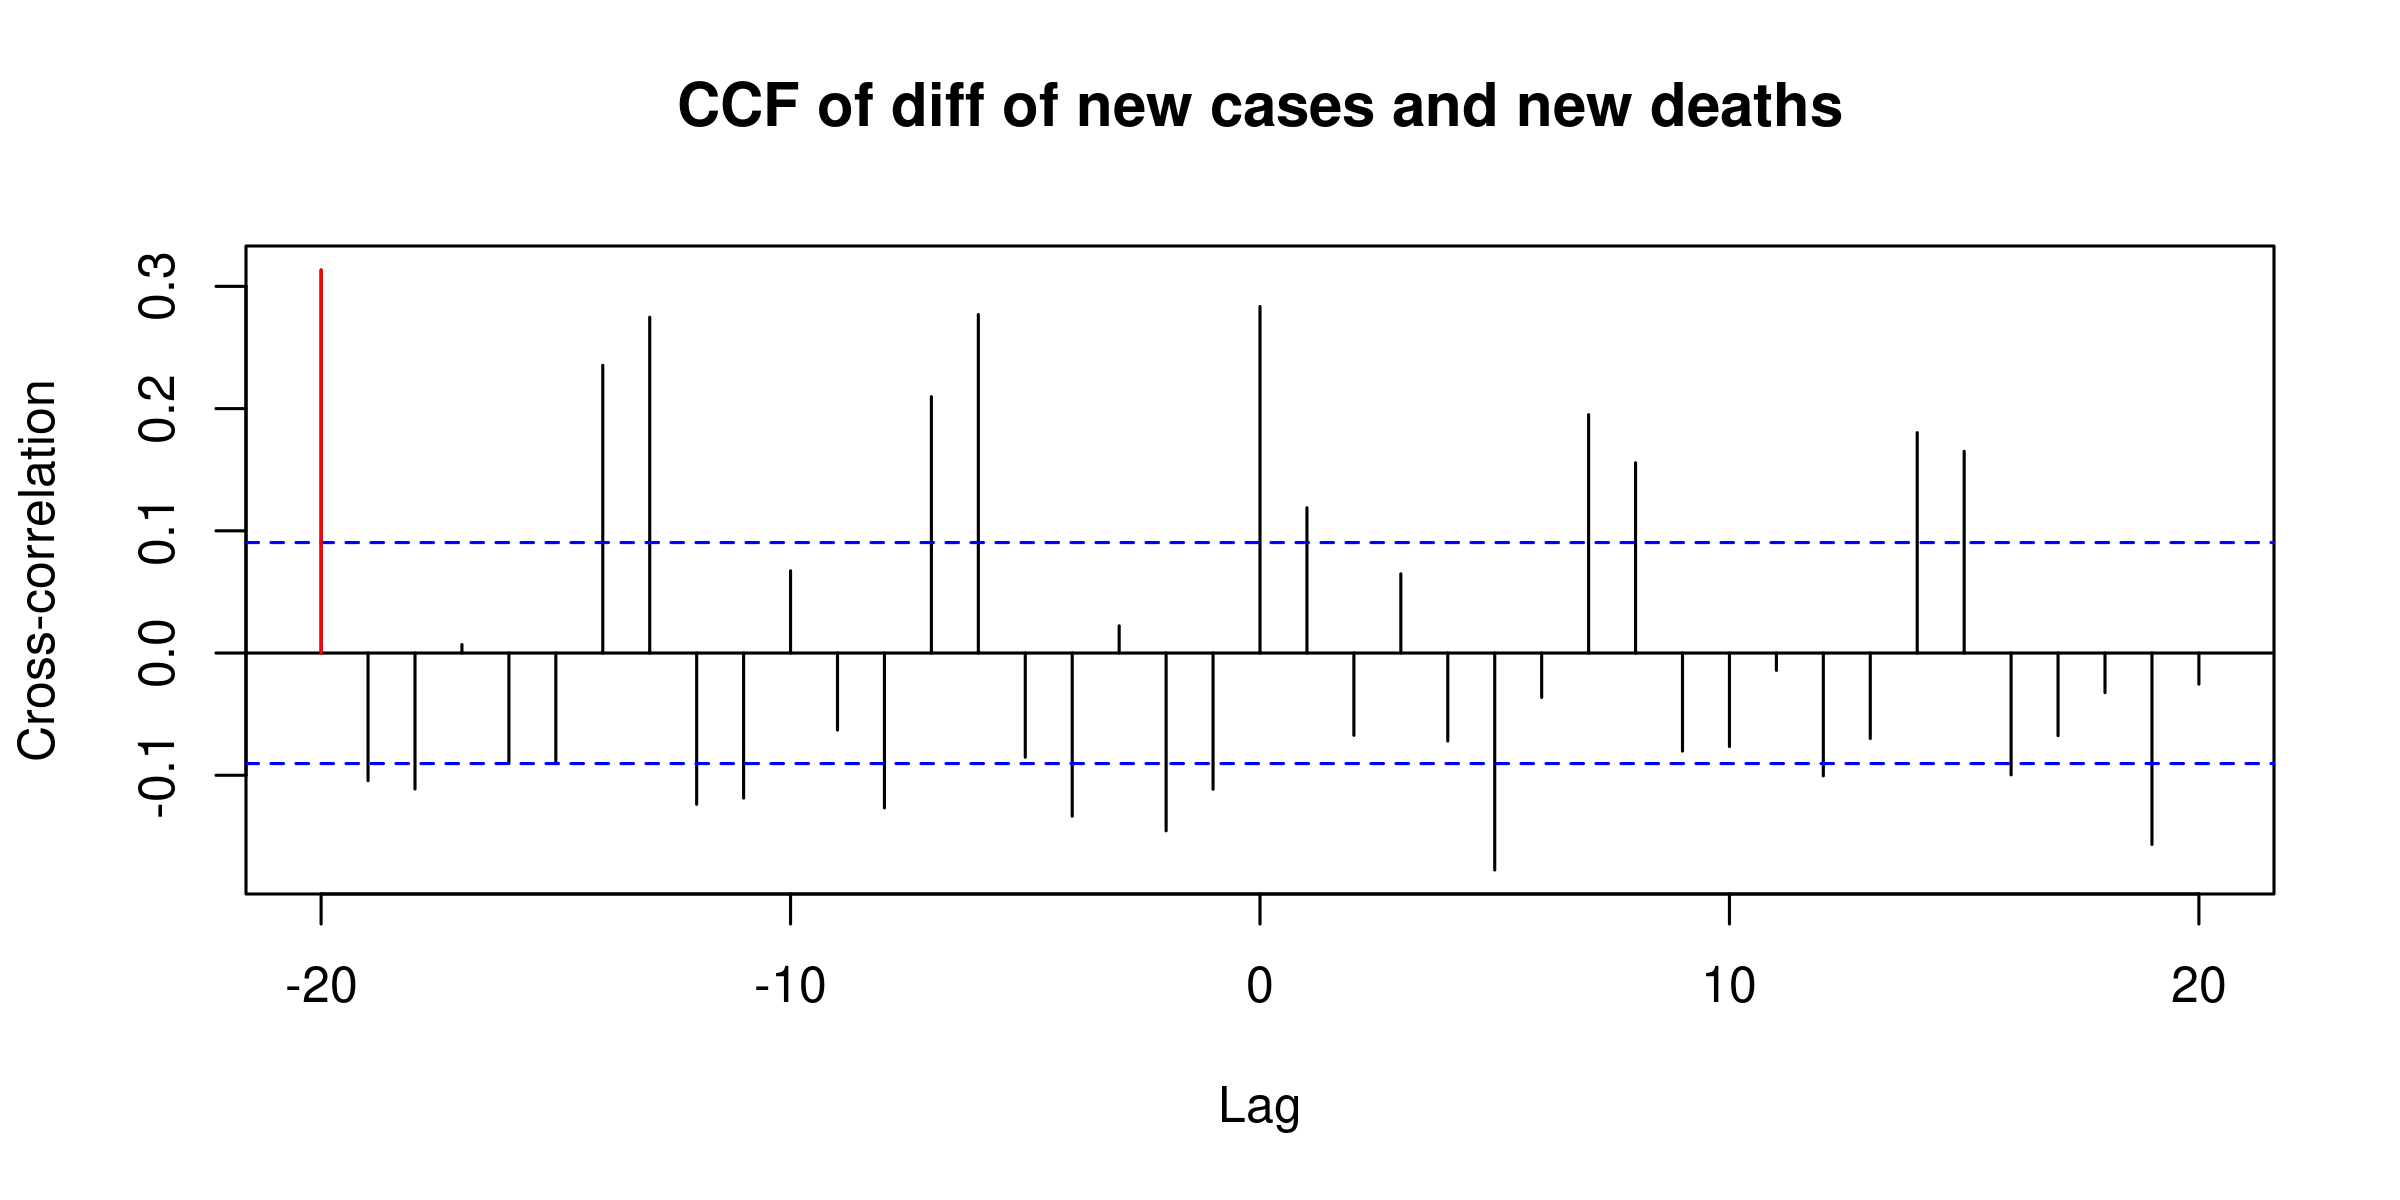 CCF of diff of new cases and new deaths
Cross-correlation
0.3
0.2
0.1
0.0
-0.1
-20 -10 0 10 20
Lag